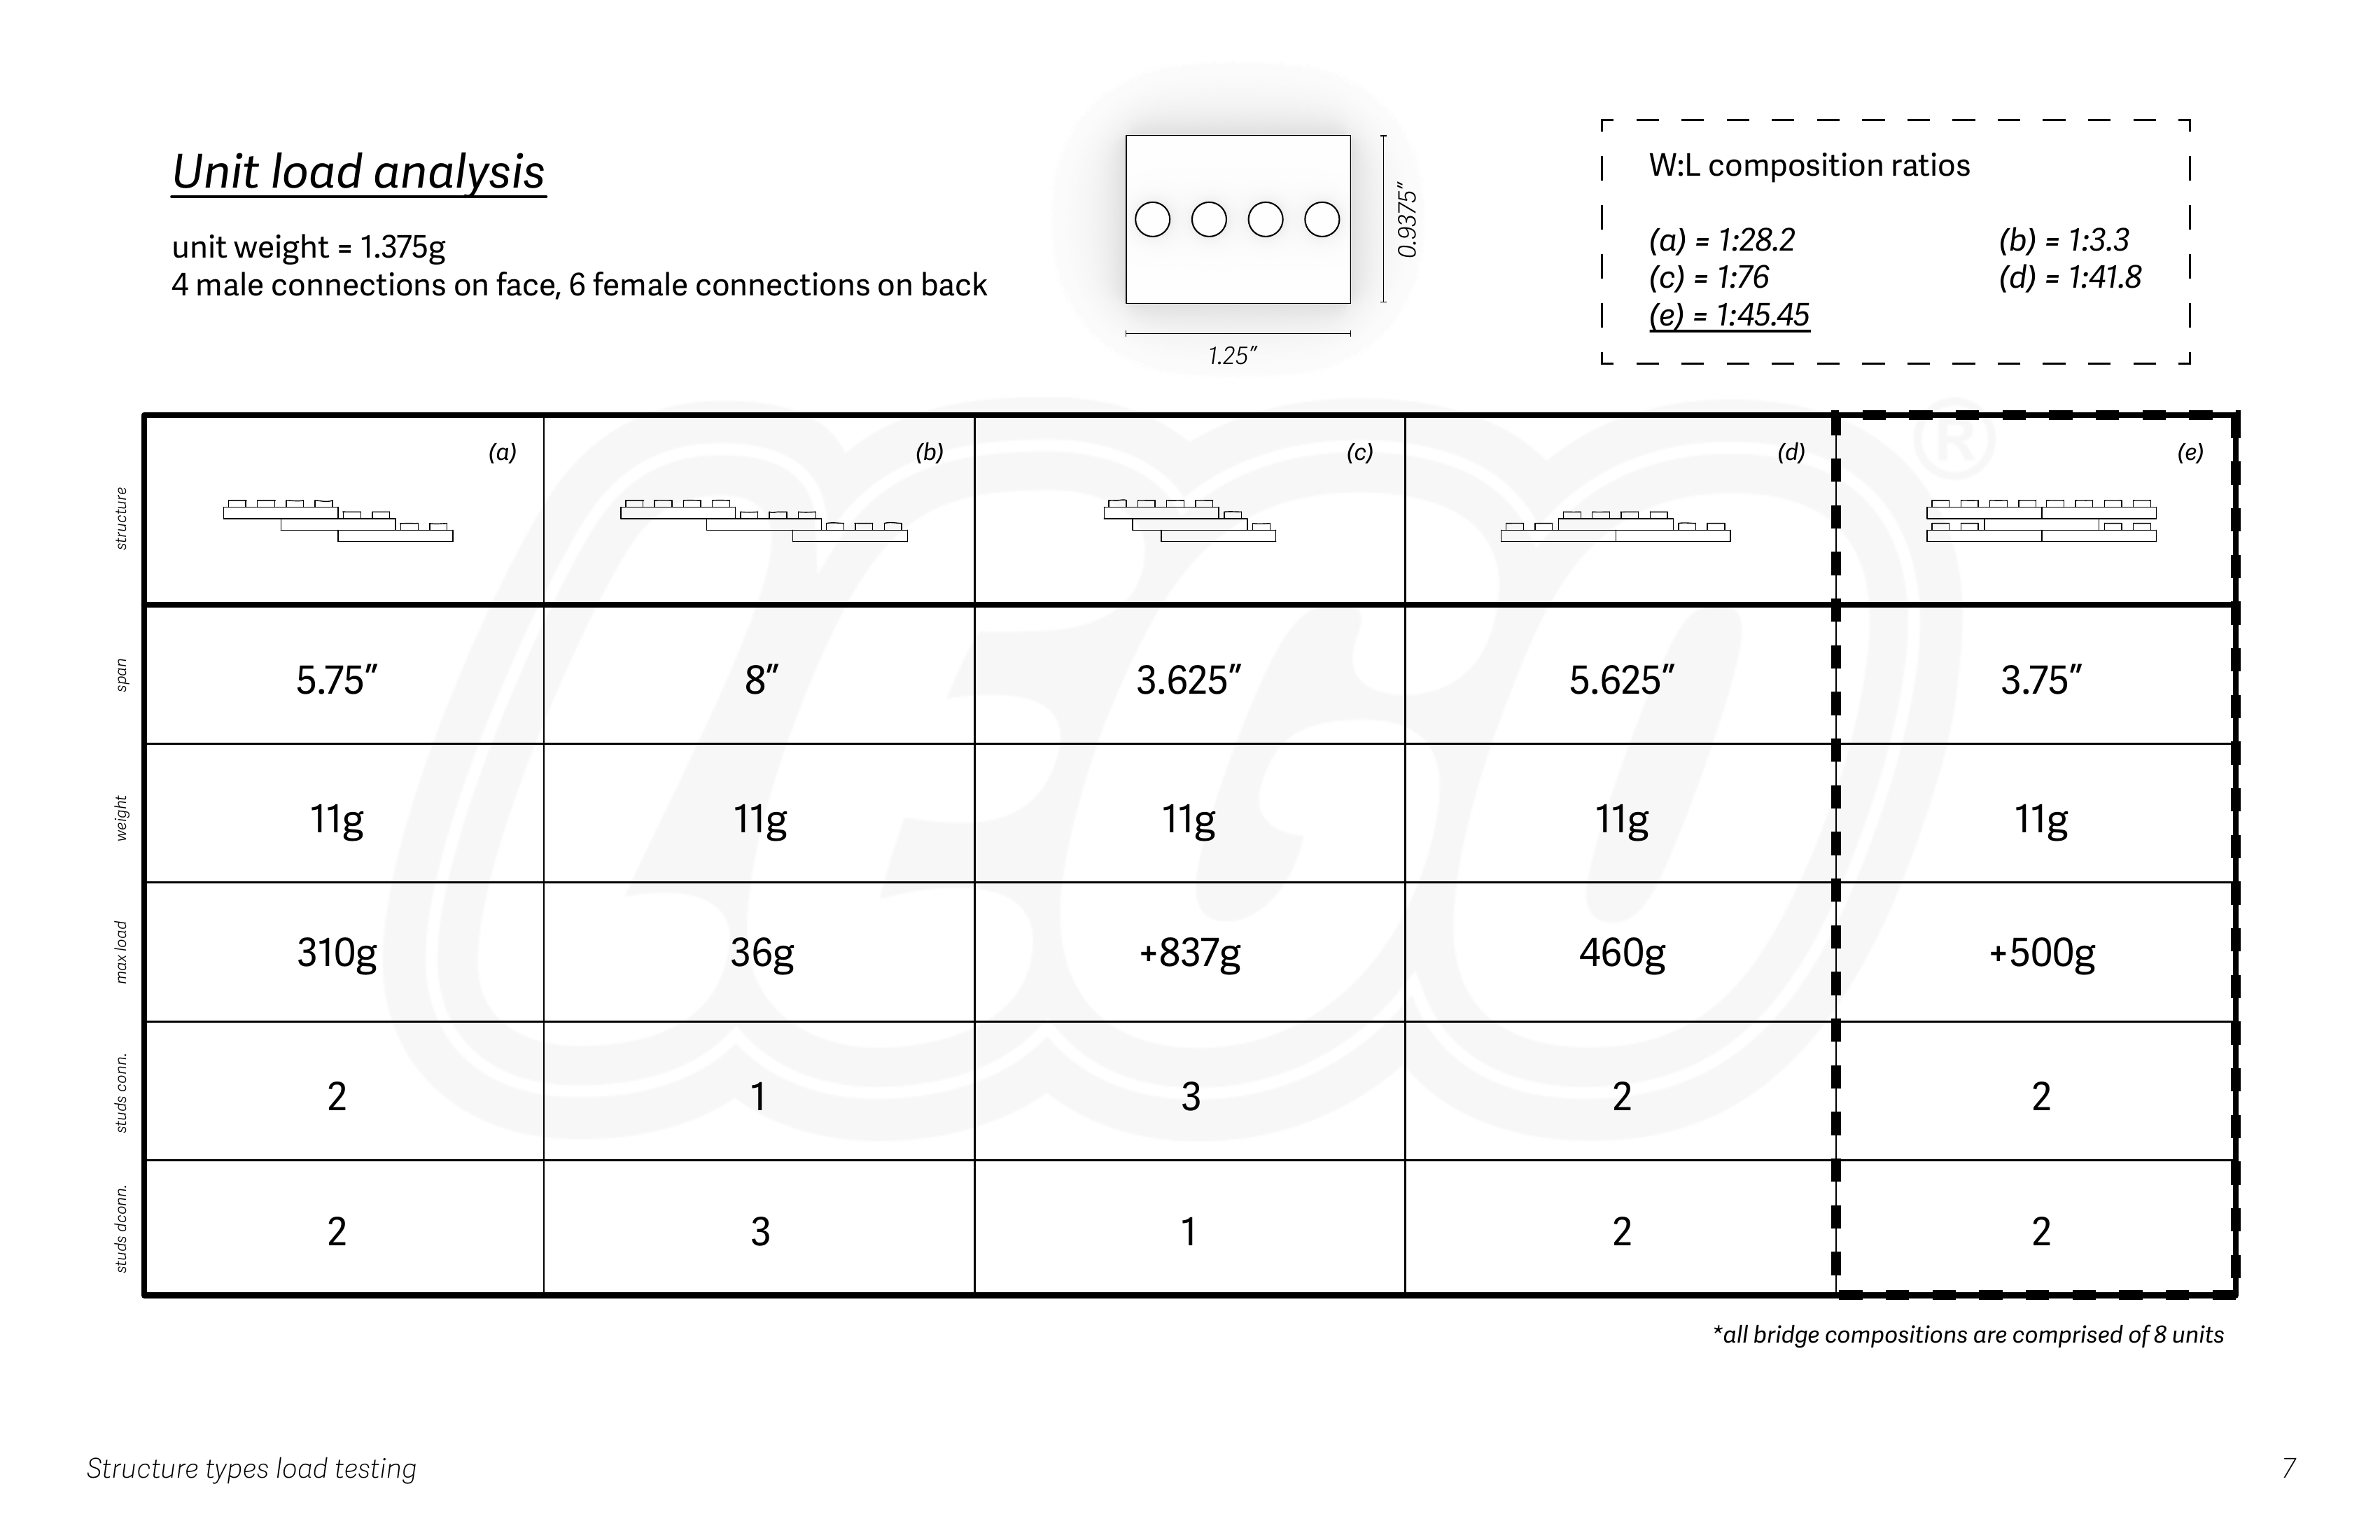 Unit load analysis
unit weight = 1.375g
4 male connections on face, 6 female connections on back
0.9375”
1.25”
W:L composition ratios
(a) = 1:28.2
(b) = 1:3.3
(c) = 1:76
(d) = 1:41.8
(e) = 1:45.45
LEGO
®
structure
(a)
(b)
(c)
(d)
(e)
span
5.75”
8”
3.625”
5.625”
3.75”
weight
11g
11g
11g
11g
11g
max load
310g
36g
+837g
460g
+500g
studs conn.
2
1
3
2
2
studs dconn.
2
3
1
2
2
*all bridge compositions are comprised of 8 units
Structure types load testing
7